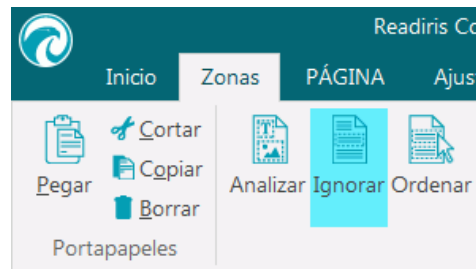 Readiris Co
Inicio Zonas PÁGINA Ajus
Pegar Cortar Copiar Borrar Analizar Ignorar Ordenar
Portapapeles